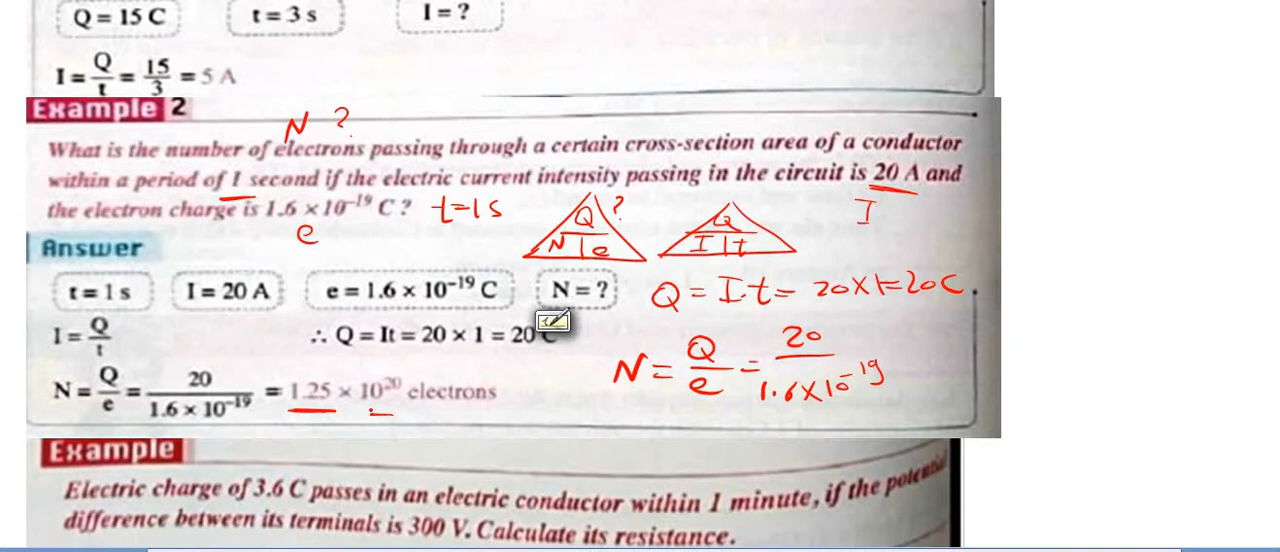 Q = 15 C
t = 3 s
I = ?
I = Q/t = 15/3 = 5 A
Example 2
N ?
What is the number of electrons passing through a certain cross-section area of a conductor
within a period of 1 second if the electric current intensity passing in the circuit is 20 A and
the electron charge is 1.6 × 10⁻¹⁹ C ?
t=1s
Q ?
N e
Q
I t
I
e
Answer
t = 1 s
I = 20 A
e = 1.6 × 10⁻¹⁹ C
N = ?
Q = I.t = 20×1=20C
I = Q/t
∴ Q = It = 20 × 1 = 20 C
N = Q/e = 20/1.6×10⁻¹⁹
N = Q/e = 20/1.6 × 10⁻¹⁹ = 1.25 × 10²⁰ electrons
Example
Electric charge of 3.6 C passes in an electric conductor within 1 minute, if the potential
difference between its terminals is 300 V. Calculate its resistance.